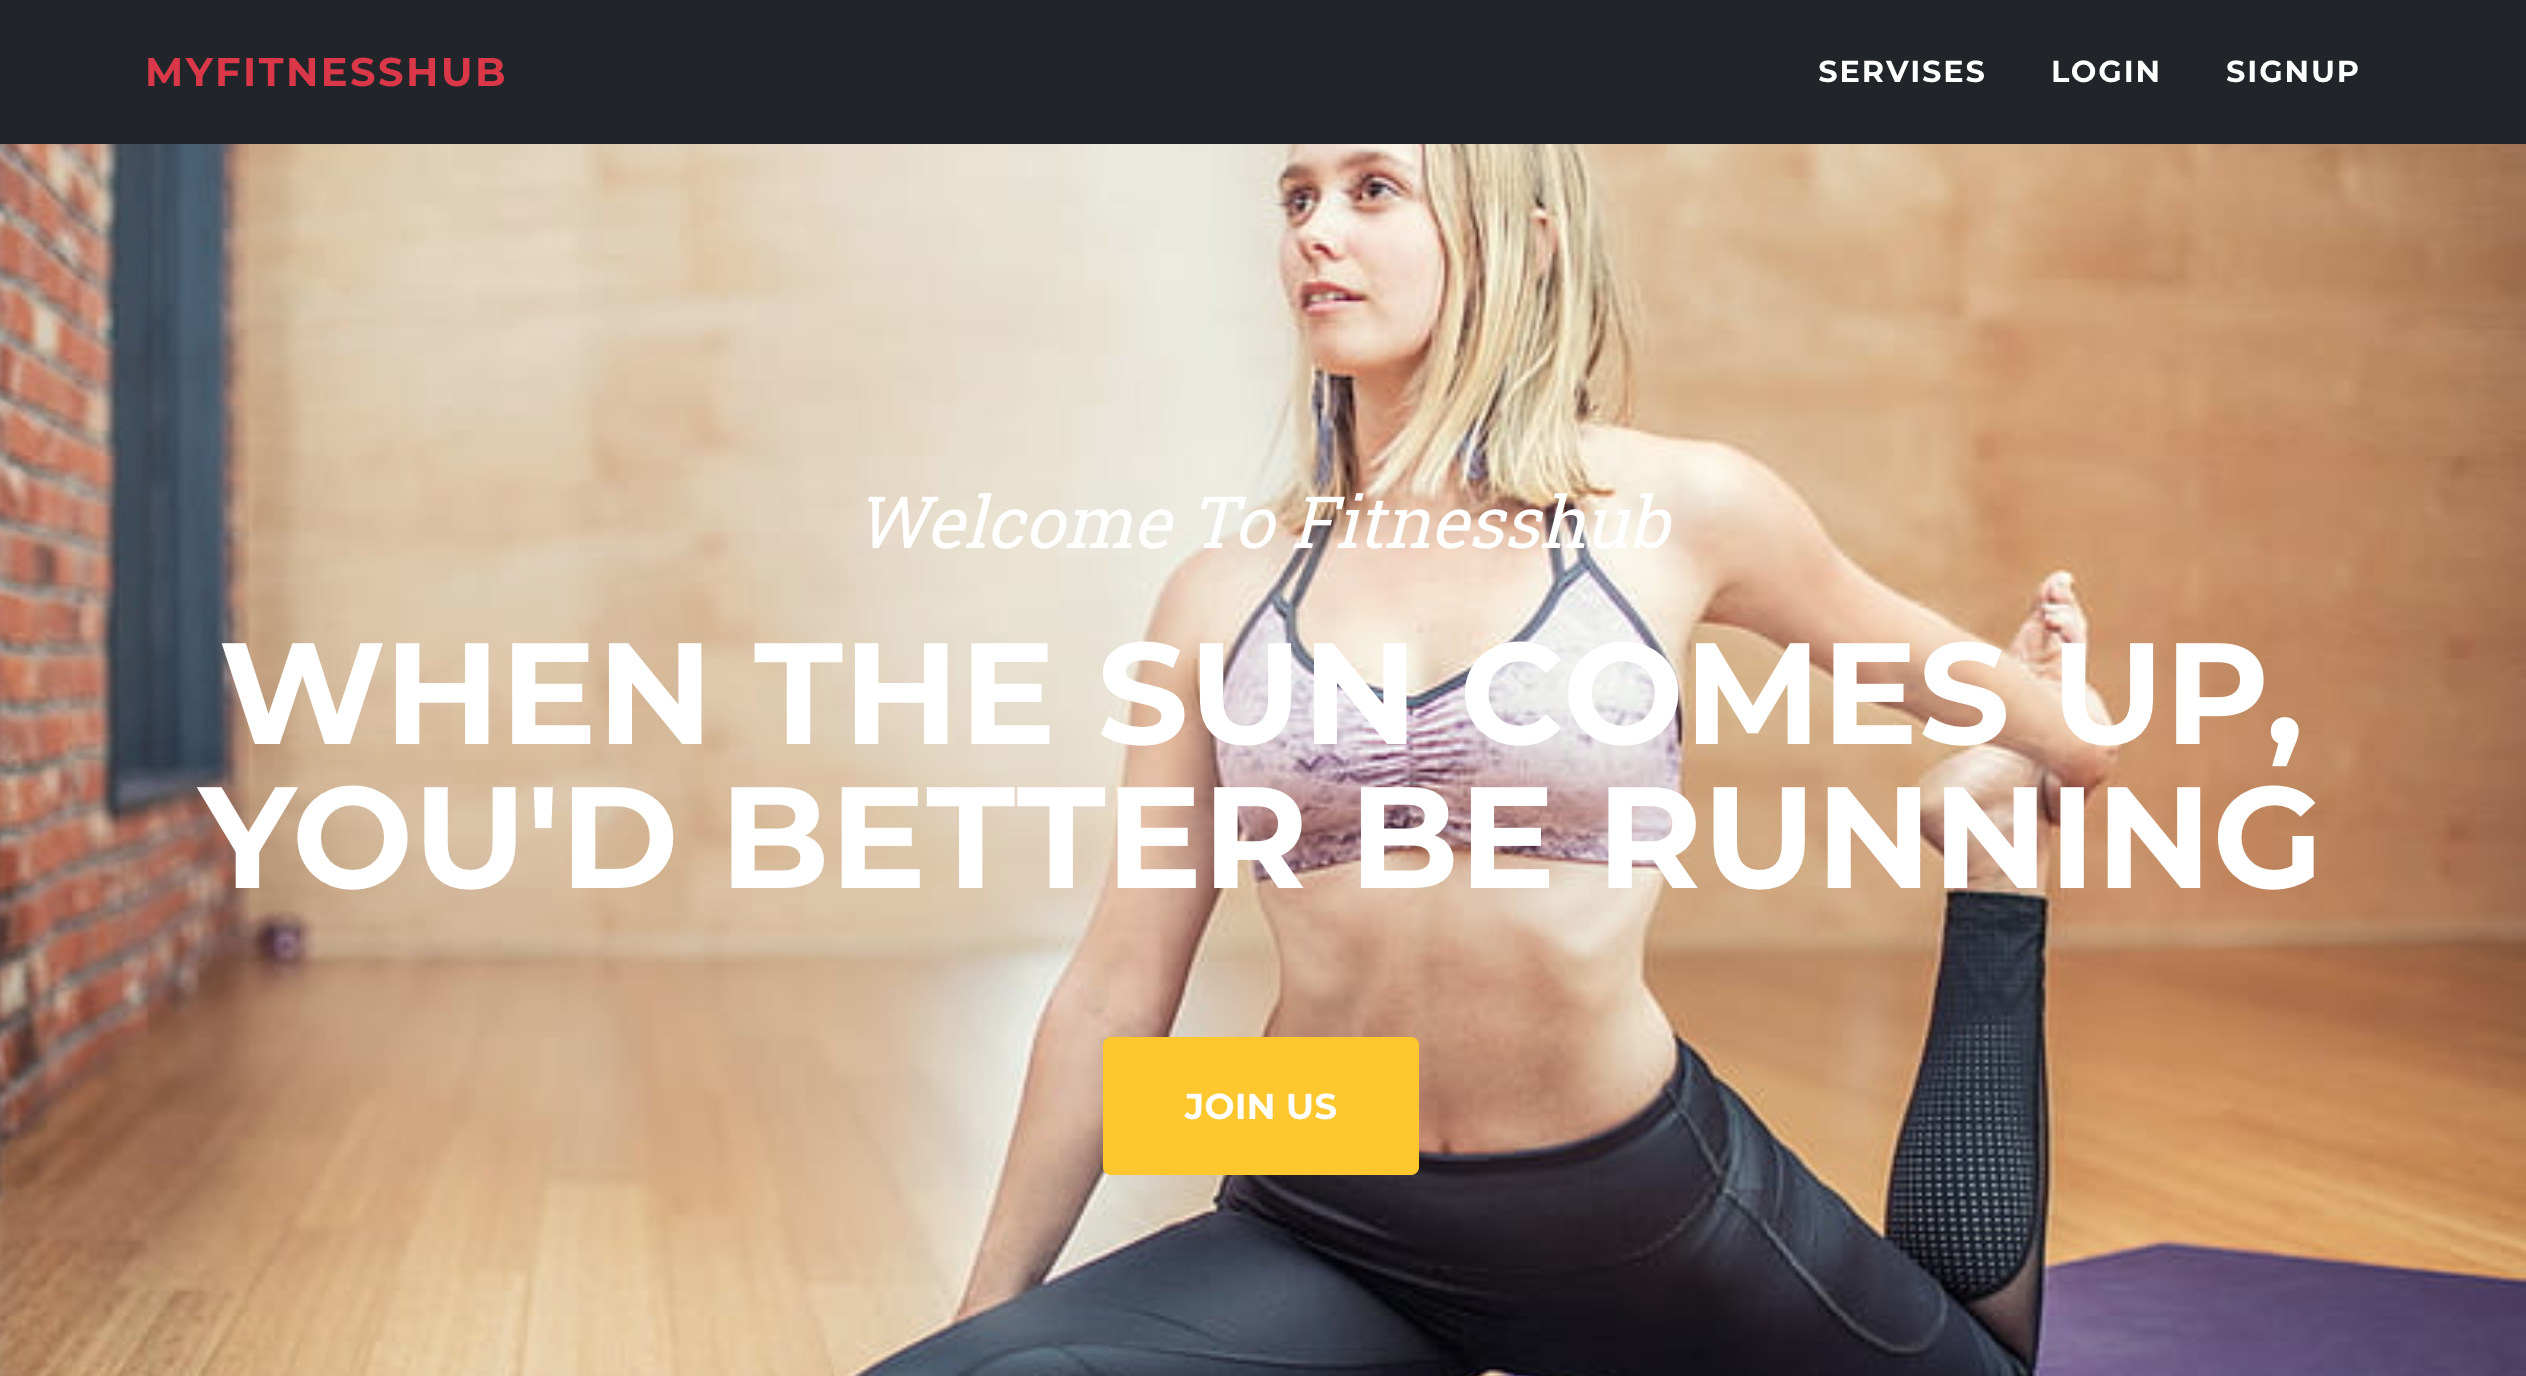 MYFITNESSHUB
SERVISES LOGIN SIGNUP
Welcome To Fitnesshub
WHEN THE SUN COMES UP,
YOU'D BETTER BE RUNNING
JOIN US